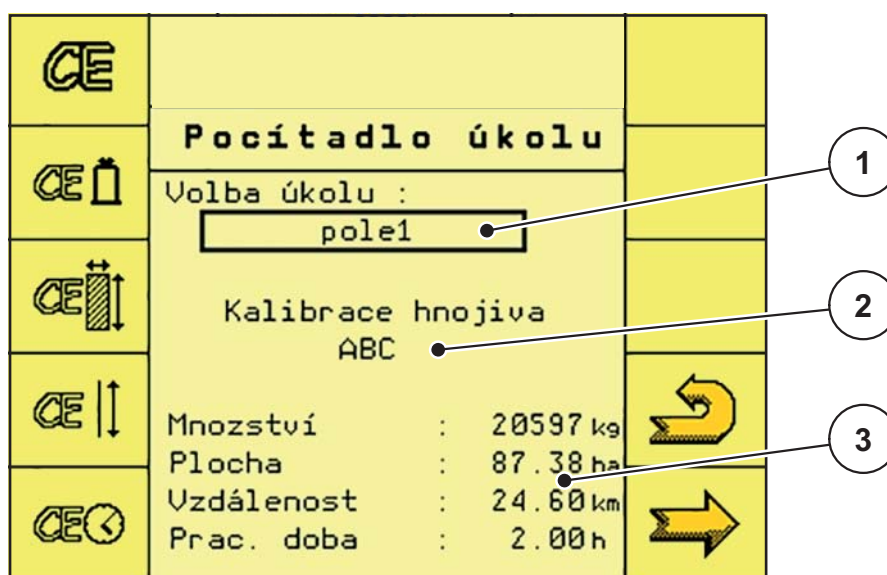 CE
Počítadlo úkolu
CE
Volba úkolu :
pole1
CE
Kalibrace hnojiva
ABC
CE
Mnozství : 20597 kg
Plocha : 87.38 ha
Vzdálenost : 24.60 km
CE
Prac. doba : 2.00 h
1
2
3